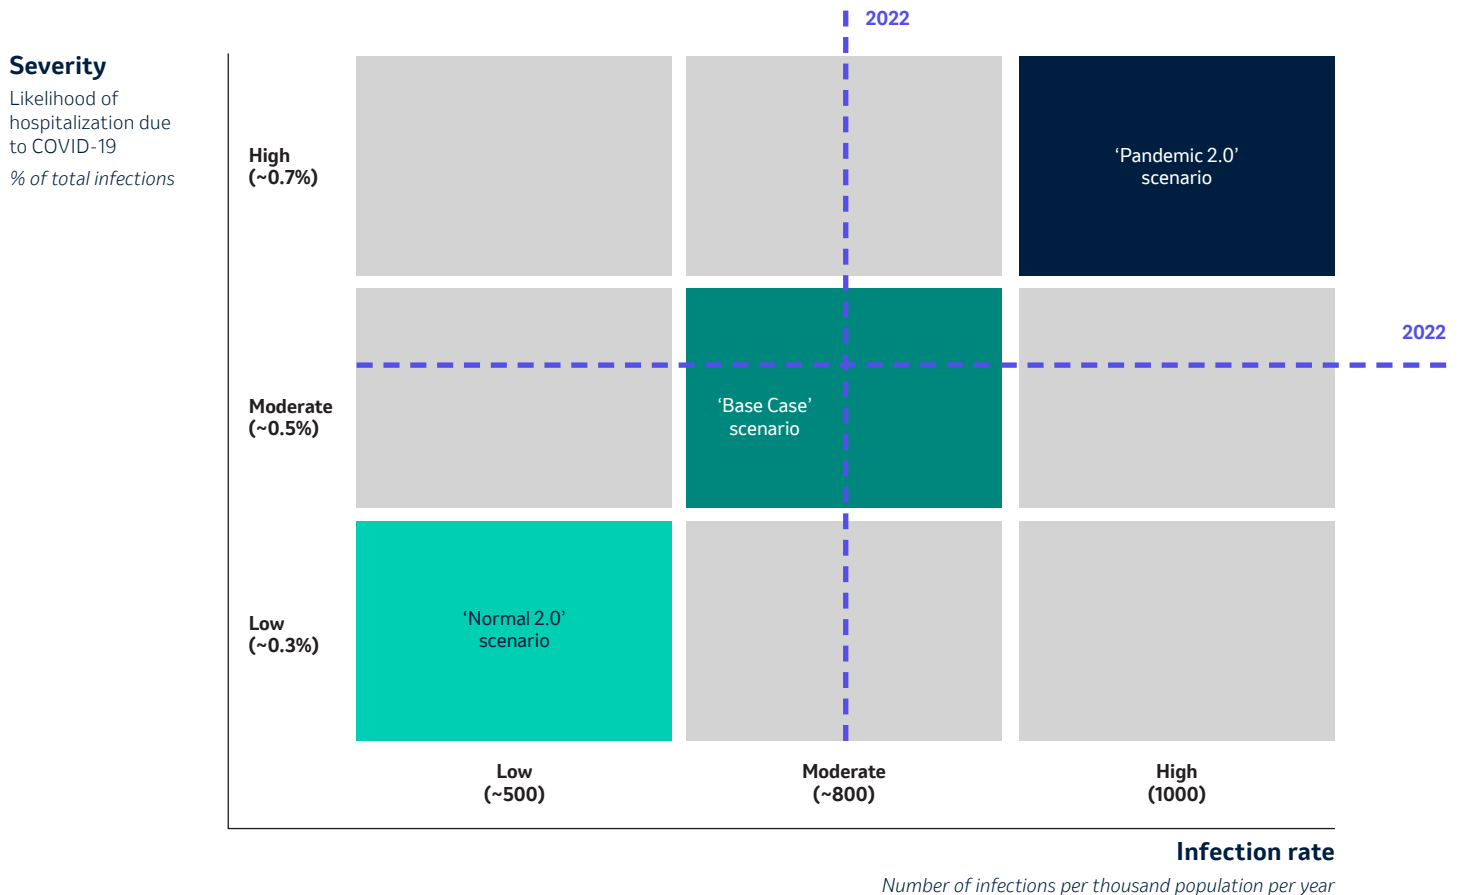 2022
Severity
Likelihood of
hospitalization due
to COVID-19
% of total infections
High
(~0.7%)
‘Pandemic 2.0’
scenario
2022
Moderate
(~0.5%)
‘Base Case’
scenario
Low
(~0.3%)
‘Normal 2.0’
scenario
Low
(~500)
Moderate
(~800)
High
(1000)
Infection rate
Number of infections per thousand population per year